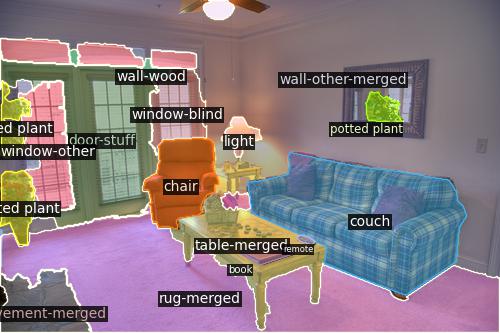 wall-wood
wall-other-merged
window-blind
ed plant
potted plant
door-stuff
light
window-other
chair
ted plant
couch
table-merged
remote
book
rug-merged
vement-merged